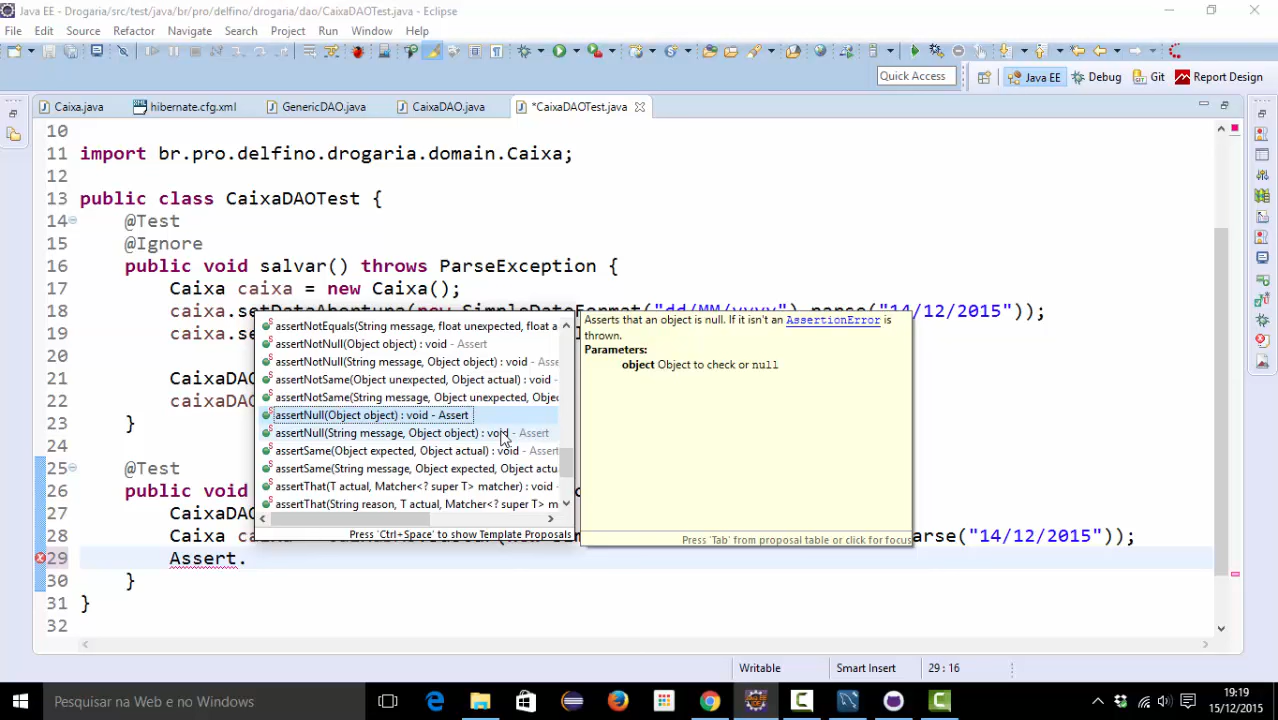 Java EE - Drogaria/src/test/java/br/pro/delfino/drogaria/dao/CaixaDAOTest.java - Eclipse
File Edit Source Refactor Navigate Search Project Run Window Help
Quick Access
Java EE
Debug
Git
Report Design
Caixa.java
hibernate.cfg.xml
GenericDAO.java
CaixaDAO.java
*CaixaDAOTest.java
10
11 import br.pro.delfino.drogaria.domain.Caixa;
12
13 public class CaixaDAOTest {
14 @Test
15 @Ignore
16 public void salvar() throws ParseException {
17 Caixa caixa = new Caixa();
18 caixa.setDataAbertura(new SimpleDateFormat("dd/MM/yyyy").parse("14/12/2015"));
19 caixa.se
20
21 CaixaDAO
22 caixaDAO
23 }
24
25 @Test
26 public void
27 CaixaDAO
28 Caixa parse("14/12/2015"));
29 Assert.
30 }
31 }
32
assertNotEquals(String message, float unexpected, float a
assertNotNull(Object object) : void - Assert
assertNotNull(String message, Object object) : void - Asse
assertNotSame(Object unexpected, Object actual) : void -
assertNotSame(String message, Object unexpected, Objec
assertNull(Object object) : void - Assert
assertNull(String message, Object object) : void - Assert
assertSame(Object expected, Object actual) : void - Assert
assertSame(String message, Object expected, Object actu
assertThat(T actual, Matcher<? super T> matcher) : void -
assertThat(String reason, T actual, Matcher<? super T> m
Press 'Ctrl+Space' to show Template Proposals
Asserts that an object is null. If it isn't an AssertionError is
thrown.
Parameters:
object Object to check or null
Press 'Tab' from proposal table or click for focus
Writable
Smart Insert
29 : 16
Pesquisar na Web e no Windows
19:19
15/12/2015